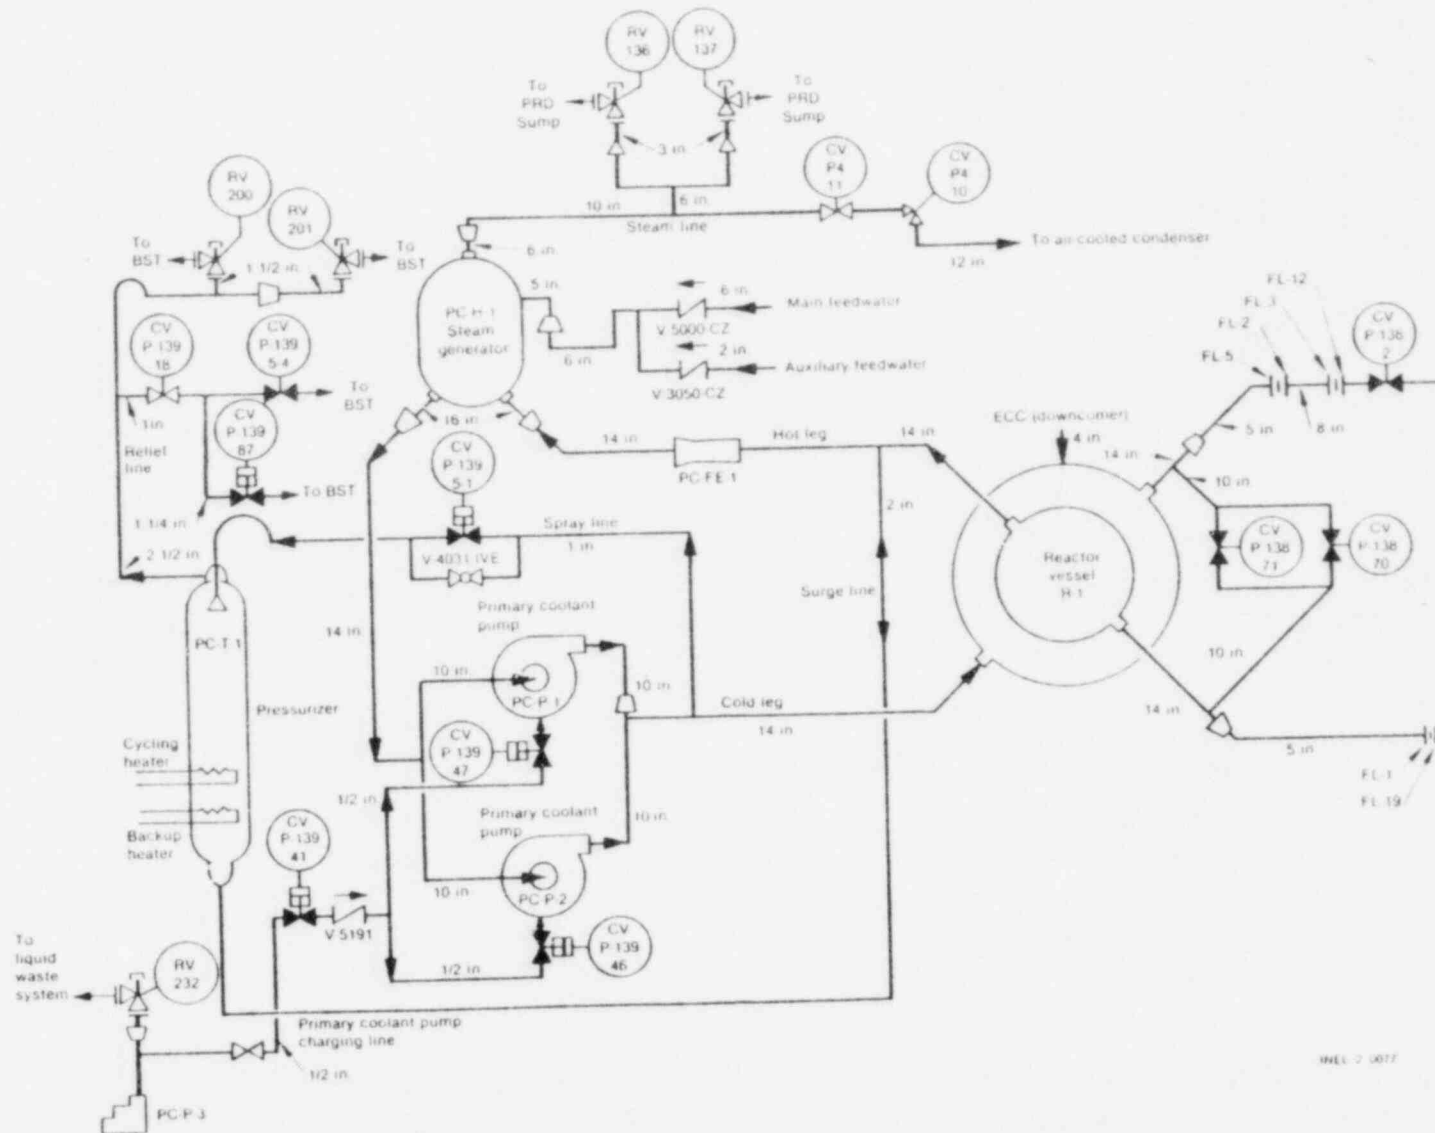 RV
136
RV
137
To
PRD
Sump
To
PRD
Sump
3 in.
CV
P4
11
CV
P4
10
RV
200
RV
201
10 in.
6 in.
Steam line
To air-cooled condenser
12 in.
To
BST
To
BST
1 1/2 in.
6 in.
5 in.
PC-H-1
Steam
generator
6 in.
Main feedwater
V-5000-CZ
6 in.
2 in.
Auxiliary feedwater
V-3050-CZ
FL-12
FL-3
FL-2
FL-5
CV
P-138
2
CV
P-139
18
CV
P-139
5-4
To
BST
1 in.
CV
P-139
87
Relief
line
To BST
1 1/4 in.
2 1/2 in.
16 in.
CV
P-139
5-1
14 in.
Hot leg
PC-FE-1
14 in.
ECC (downcomer)
4 in.
5 in.
8 in.
14 in.
10 in.
Spray line
1 in.
V-4031-IVE
2 in.
Reactor
vessel
R-1
CV
P-138
71
CV
P-138
70
Surge line
PC-T-1
Primary coolant
pump
14 in.
10 in.
PC-P-1
10 in.
Cold leg
14 in.
10 in.
14 in.
5 in.
FL-1
FL-19
Pressurizer
Cycling
heater
CV
P-139
47
1/2 in.
Primary coolant
pump
10 in.
Backup
heater
CV
P-139
41
10 in.
PC-P-2
V-5191
CV
P-139
46
1/2 in.
To
liquid
waste
system
RV
232
Primary coolant pump
charging line
1/2 in.
PC-P-3
INEL 2 0077